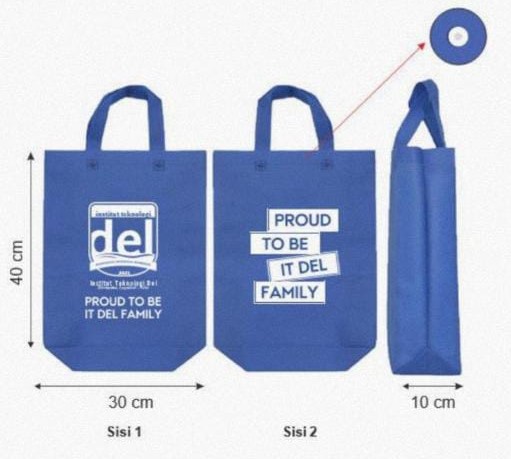 institut teknologi
del
2001
Institut Teknologi Del
PROUD TO BE
IT DEL FAMILY
PROUD
TO BE
IT DEL
FAMILY
40 cm
30 cm
10 cm
Sisi 1
Sisi 2